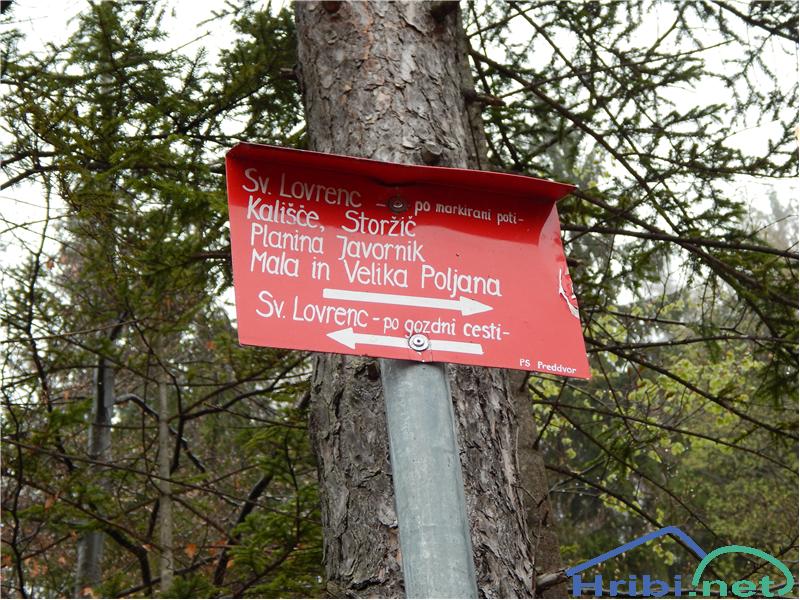 Sv. Lovrenc - po markirani poti-
Kališče, Storžič
Planina Javornik
Mala in Velika Poljana
Sv. Lovrenc - po gozdni cesti-
PS Preddvor
Hribi.net